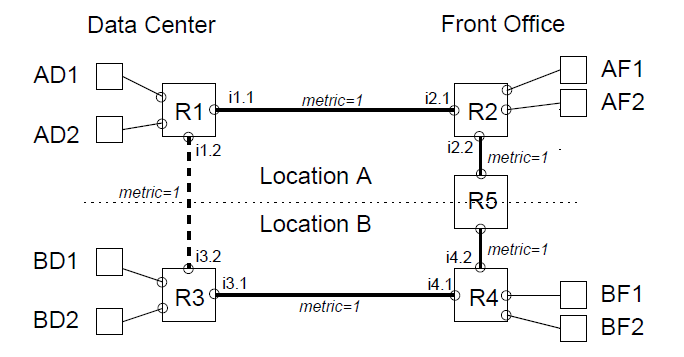 Data Center
Front Office
AD1
AF1
i1.1
i2.1
R1
metric=1
R2
AF2
AD2
i1.2
i2.2
metric=1
Location A
metric=1
R5
Location B
BD1
i3.2
i4.2
metric=1
i3.1
i4.1
R3
R4
BF1
metric=1
BD2
BF2